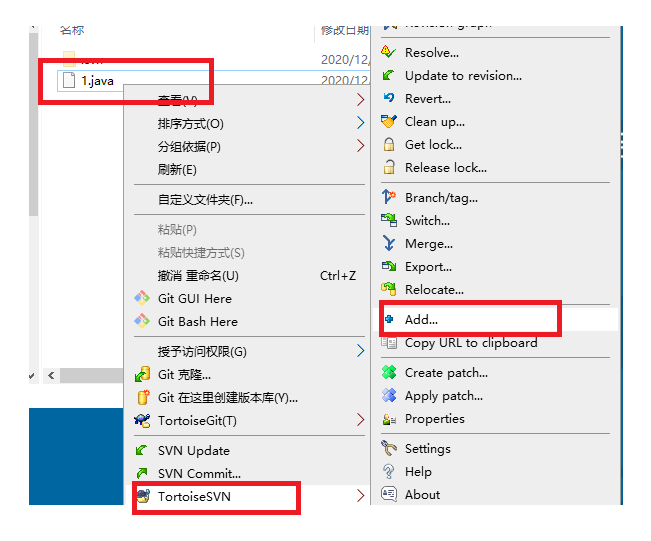 名称
修改日期
Revision graph
2020/12/
1.java
2020/12/
查看(V)
排序方式(O)
分组依据(P)
刷新(E)
自定义文件夹(F)...
粘贴(P)
粘贴快捷方式(S)
撤消 重命名(U) Ctrl+Z
Git GUI Here
Git Bash Here
授予访问权限(G)
Git 克隆...
Git 在这里创建版本库(Y)...
TortoiseGit(T)
SVN Update
SVN Commit...
TortoiseSVN
Resolve...
Update to revision...
Revert...
Clean up...
Get lock...
Release lock...
Branch/tag...
Switch...
Merge...
Export...
Relocate...
Add...
Copy URL to clipboard
Create patch...
Apply patch...
Properties
Settings
Help
About